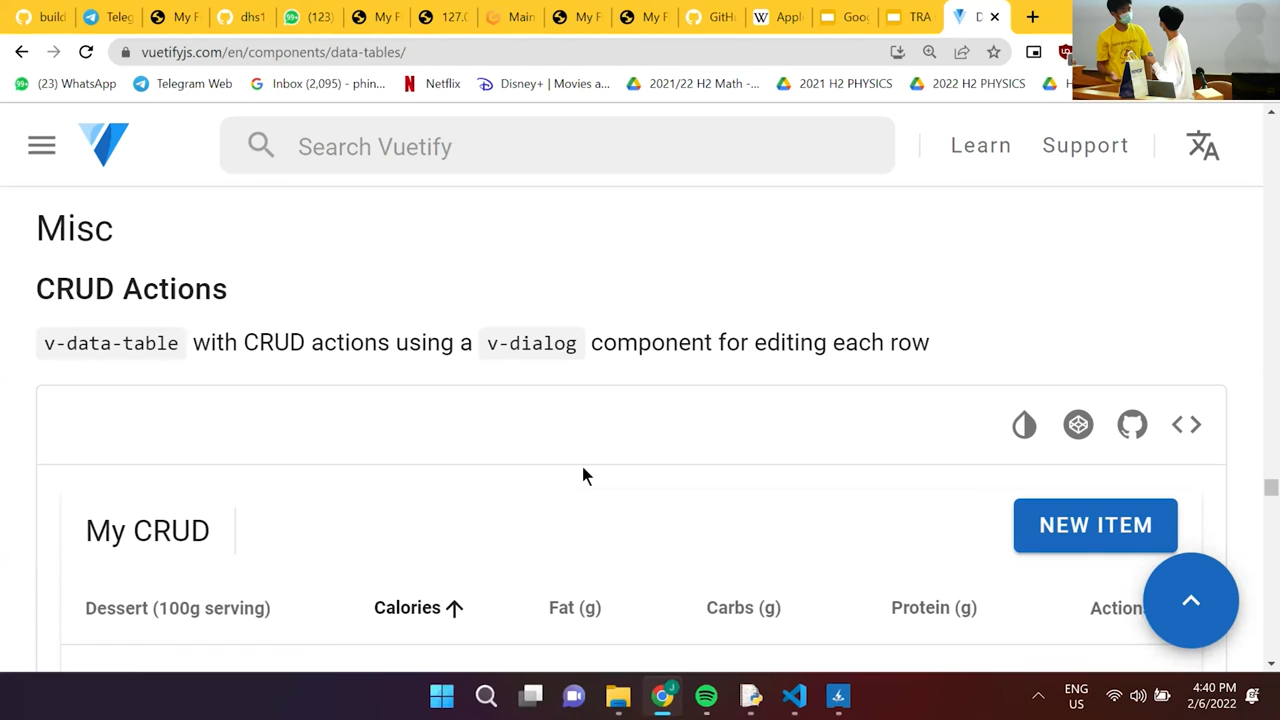 build
Teleg
My F
dhs1
(123)
My F
127.0
Main
My F
My F
GitHu
Appl
Goog
TRA
vuetifyjs.com/en/components/data-tables/
(23) WhatsApp
Telegram Web
Inbox (2,095) - phin...
Netflix
Disney+ | Movies a...
2021/22 H2 Math -...
2021 H2 PHYSICS
2022 H2 PHYSICS
Search Vuetify
Learn
Support
Misc
CRUD Actions
v-data-table with CRUD actions using a v-dialog component for editing each row
My CRUD
NEW ITEM
Dessert (100g serving) Calories Fat (g) Carbs (g) Protein (g) Action
ENG
US
4:40 PM
2/6/2022